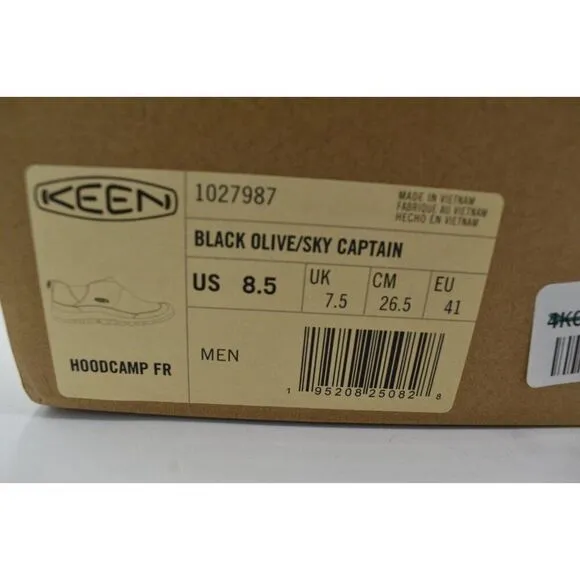 KEEN
1027987
MADE IN VIETNAM
FABRIQUÉ AU VIETNAM
HECHO EN VIETNAM
BLACK OLIVE/SKY CAPTAIN
US 8.5
UK 7.5
CM 26.5
EU 41
HOODCAMP FR
MEN
1 95208 25082 8